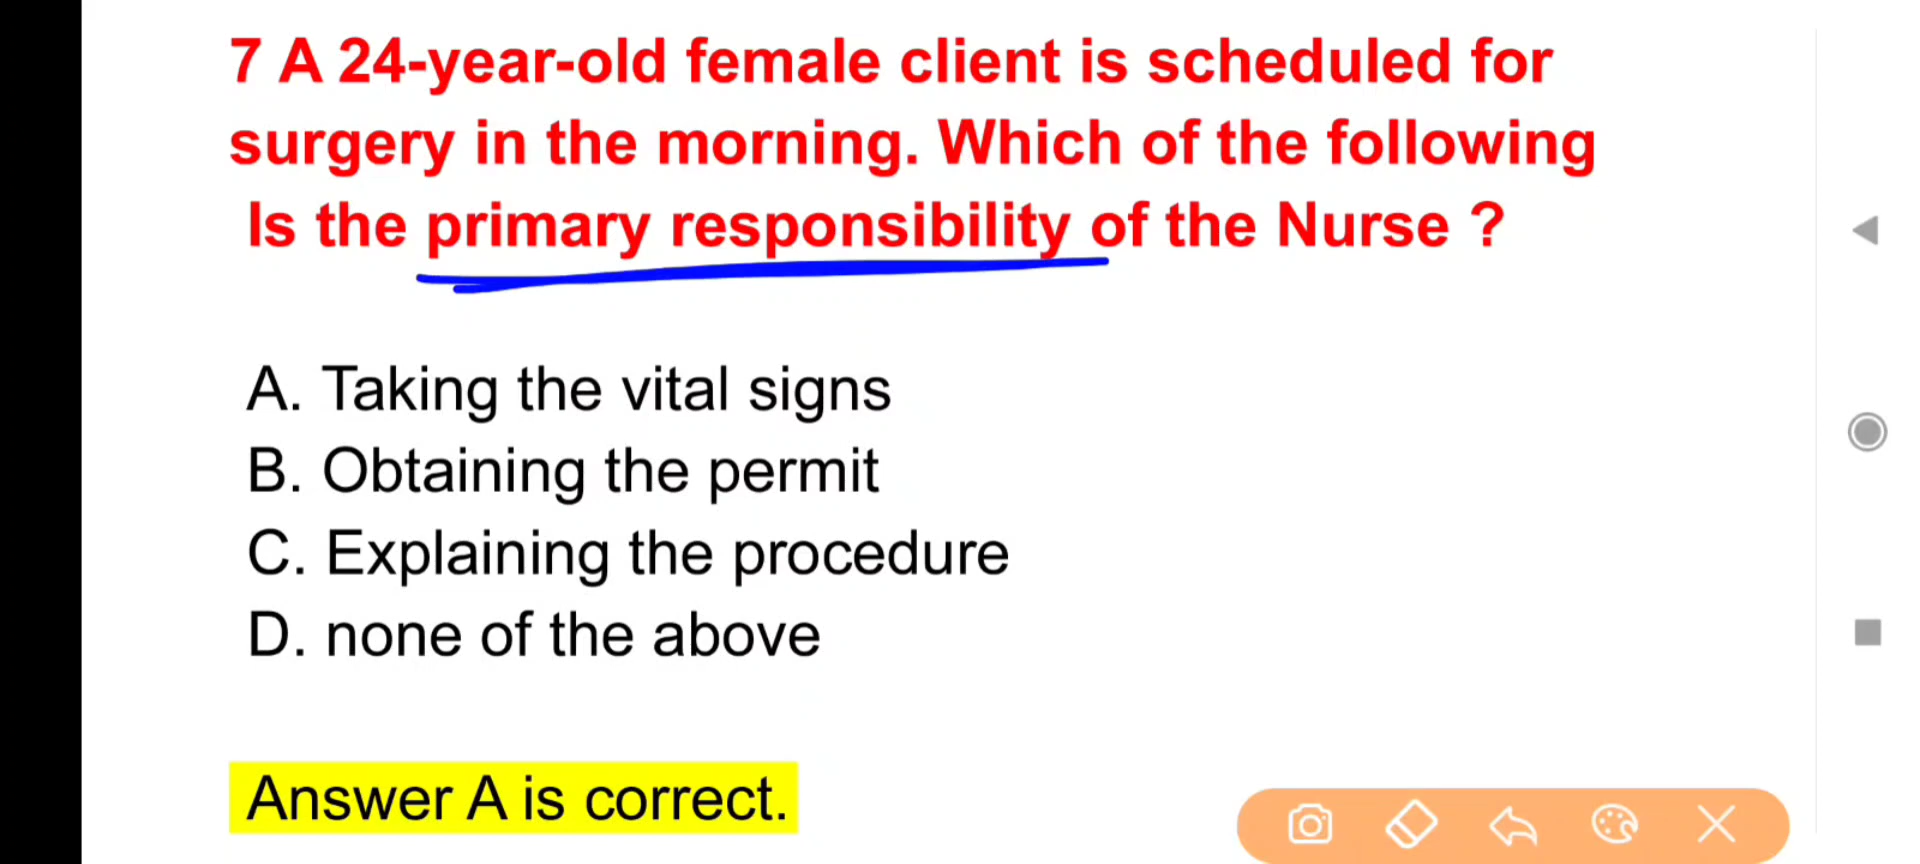 7 A 24-year-old female client is scheduled for
surgery in the morning. Which of the following
Is the primary responsibility of the Nurse ?
A. Taking the vital signs
B. Obtaining the permit
C. Explaining the procedure
D. none of the above
Answer A is correct.